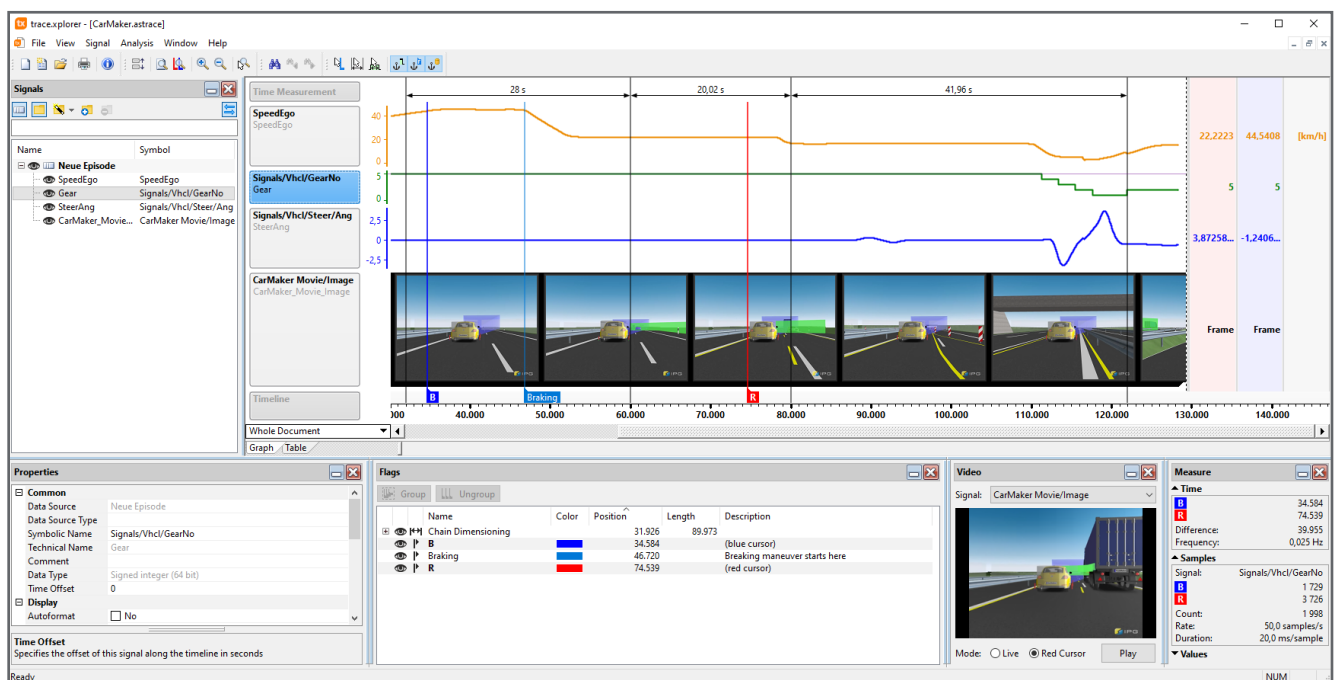 trace.xplorer - [CarMaker.astrace]
File View Signal Analysis Window Help
Signals
Name Symbol
Neue Episode
SpeedEgo SpeedEgo
Gear Signals/Vhcl/GearNo
SteerAng Signals/Vhcl/Steer/Ang
CarMaker_Movie... CarMaker Movie/Image
Time Measurement
28 s 20,02 s 41,96 s
SpeedEgo
SpeedEgo
40
20
0
22,2223 44,5408 [km/h]
Signals/Vhcl/GearNo
Gear
5
0
5 5
Signals/Vhcl/Steer/Ang
SteerAng
2,5
0
-2,5
3,87258... -1,2406...
CarMaker Movie/Image
CarMaker_Movie_Image
IPG IPG IPG IPG IPG
Frame Frame
Timeline
B Braking R
000 40.000 50.000 60.000 70.000 80.000 90.000 100.000 110.000 120.000 130.000 140.000
Whole Document
Graph Table
Properties
Common
Data Source Neue Episode
Data Source Type
Symbolic Name Signals/Vhcl/GearNo
Technical Name Gear
Comment
Data Type Signed integer (64 bit)
Time Offset 0
Display
Autoformat No
Time Offset
Specifies the offset of this signal along the timeline in seconds
Flags
Group Ungroup
Name Color Position Length Description
Chain Dimensioning 31.926 89.973
B 34.584 (blue cursor)
Braking 46.720 Breaking maneuver starts here
R 74.539 (red cursor)
Video
Signal: CarMaker Movie/Image
IPG
Mode: Live Red Cursor Play
Measure
Time
B 34.584
R 74.539
Difference: 39.955
Frequency: 0,025 Hz
Samples
Signal: Signals/Vhcl/GearNo
B 1 729
R 3 726
Count: 1 998
Rate: 50,0 samples/s
Duration: 20,0 ms/sample
Values
Ready NUM